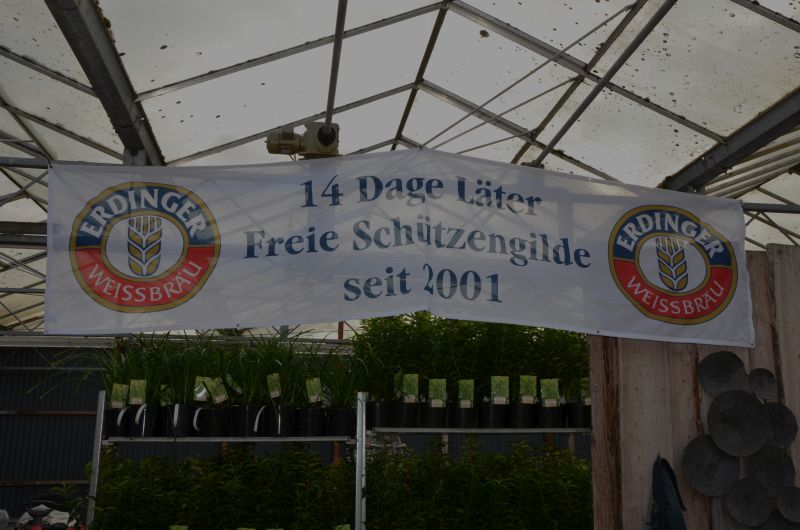 ERDINGER
WEISSBRÄU
14 Dage Läter
Freie Schützengilde
seit 2001
ERDINGER
WEISSBRÄU